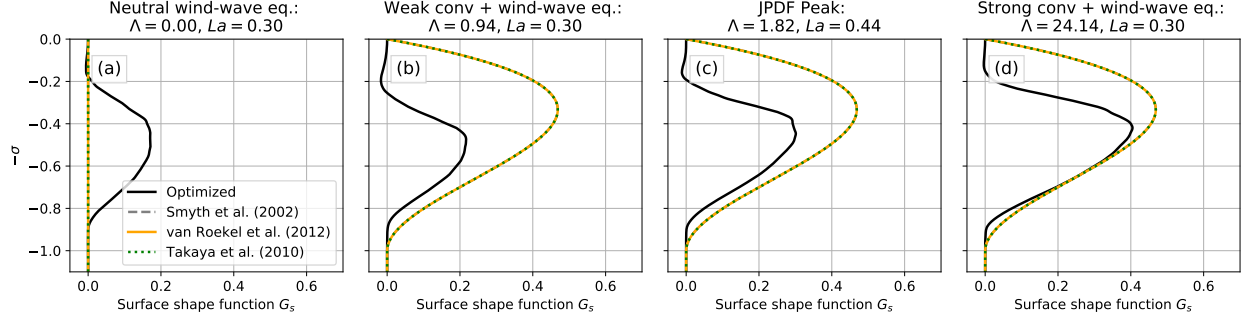 Neutral wind-wave eq.:
Λ = 0.00, La = 0.30
Weak conv + wind-wave eq.:
Λ = 0.94, La = 0.30
JPDF Peak:
Λ = 1.82, La = 0.44
Strong conv + wind-wave eq.:
Λ = 24.14, La = 0.30
(a)
(b)
(c)
(d)
0.0
−0.2
−0.4
−0.6
−0.8
−1.0
−σ
Optimized
Smyth et al. (2002)
van Roekel et al. (2012)
Takaya et al. (2010)
0.0 0.2 0.4 0.6
0.0 0.2 0.4 0.6
0.0 0.2 0.4 0.6
0.0 0.2 0.4 0.6
Surface shape function Gs
Surface shape function Gs
Surface shape function Gs
Surface shape function Gs